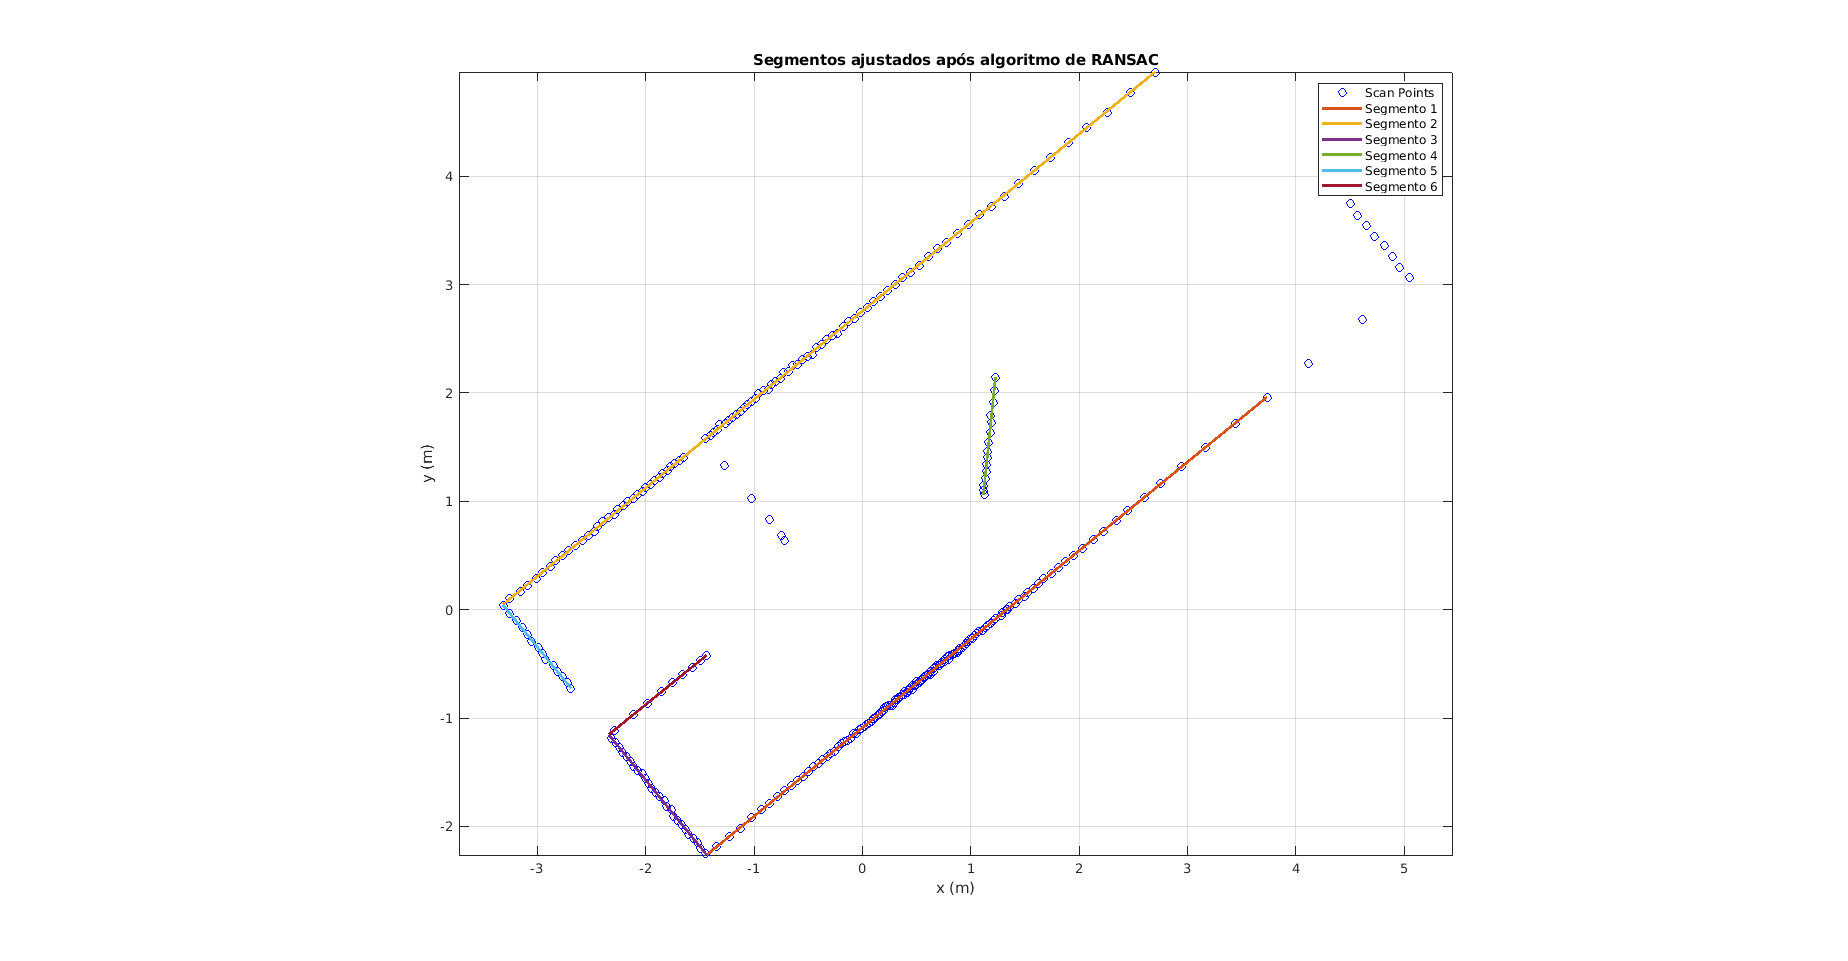 Segmentos ajustados após algoritmo de RANSAC
Scan Points
Segmento 1
Segmento 2
Segmento 3
Segmento 4
Segmento 5
Segmento 6
4
3
2
1
0
-1
-2
y (m)
-3 -2 -1 0 1 2 3 4 5
x (m)